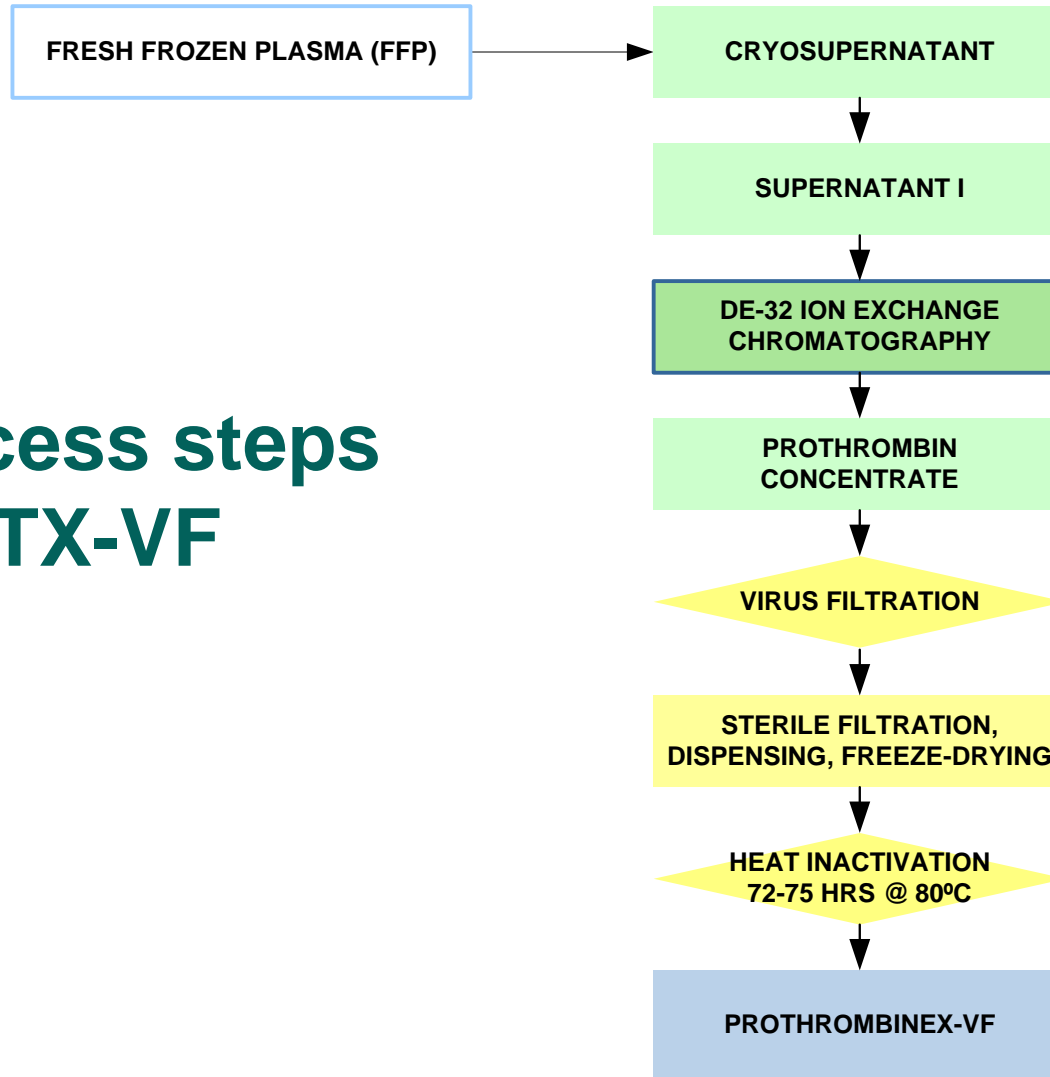 FRESH FROZEN PLASMA (FFP)
CRYOSUPERNATANT
SUPERNATANT I
DE-32 ION EXCHANGE
CHROMATOGRAPHY
cess steps
TX-VF
PROTHROMBIN
CONCENTRATE
VIRUS FILTRATION
STERILE FILTRATION,
DISPENSING, FREEZE-DRYING
HEAT INACTIVATION
72-75 HRS @ 80ºC
PROTHROMBINEX-VF